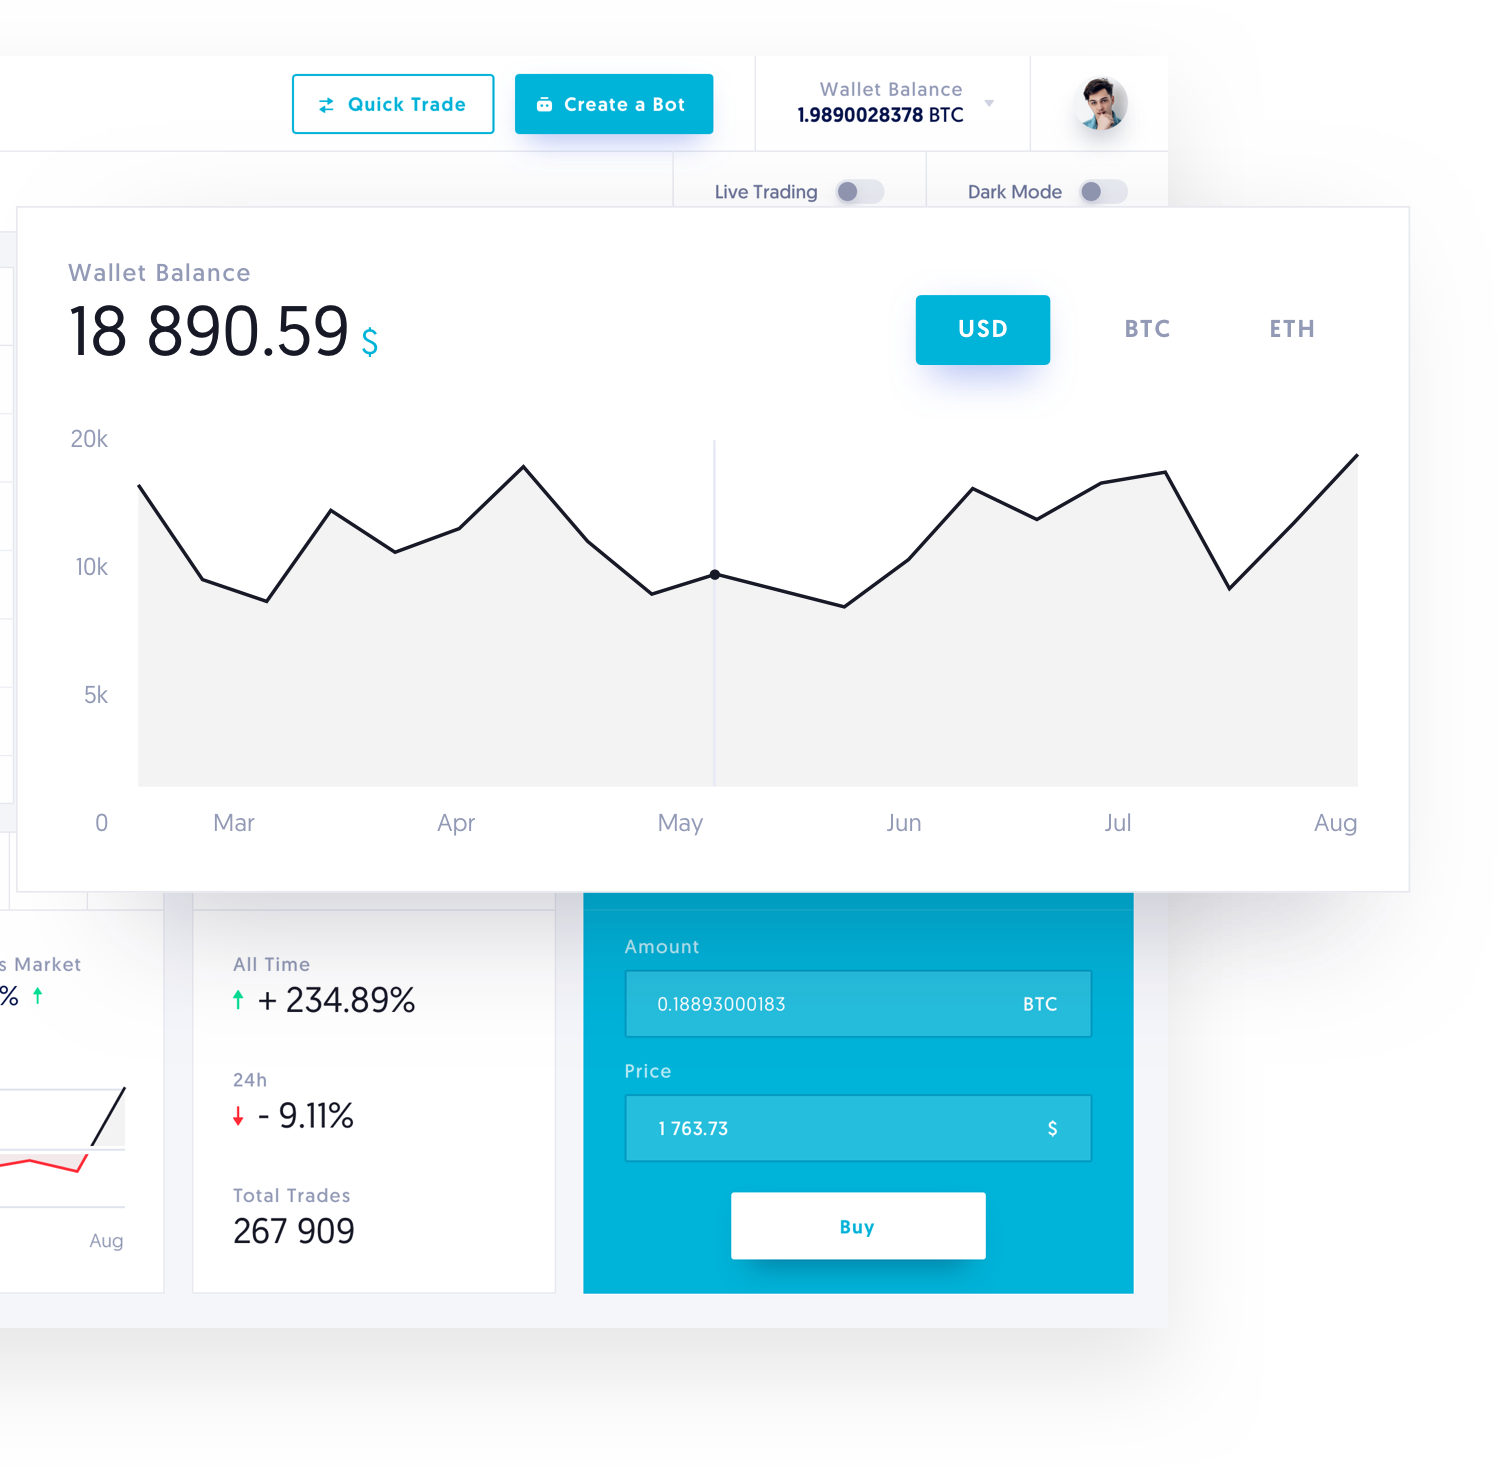 Quick Trade
Create a Bot
Wallet Balance
1.9890028378 BTC
Live Trading
Dark Mode
Wallet Balance
18 890.59 $
USD
BTC
ETH
20k
10k
5k
0
Mar
Apr
May
Jun
Jul
Aug
s Market
%
Aug
All Time
+ 234.89%
24h
- 9.11%
Total Trades
267 909
Amount
0.18893000183
BTC
Price
1 763.73
$
Buy